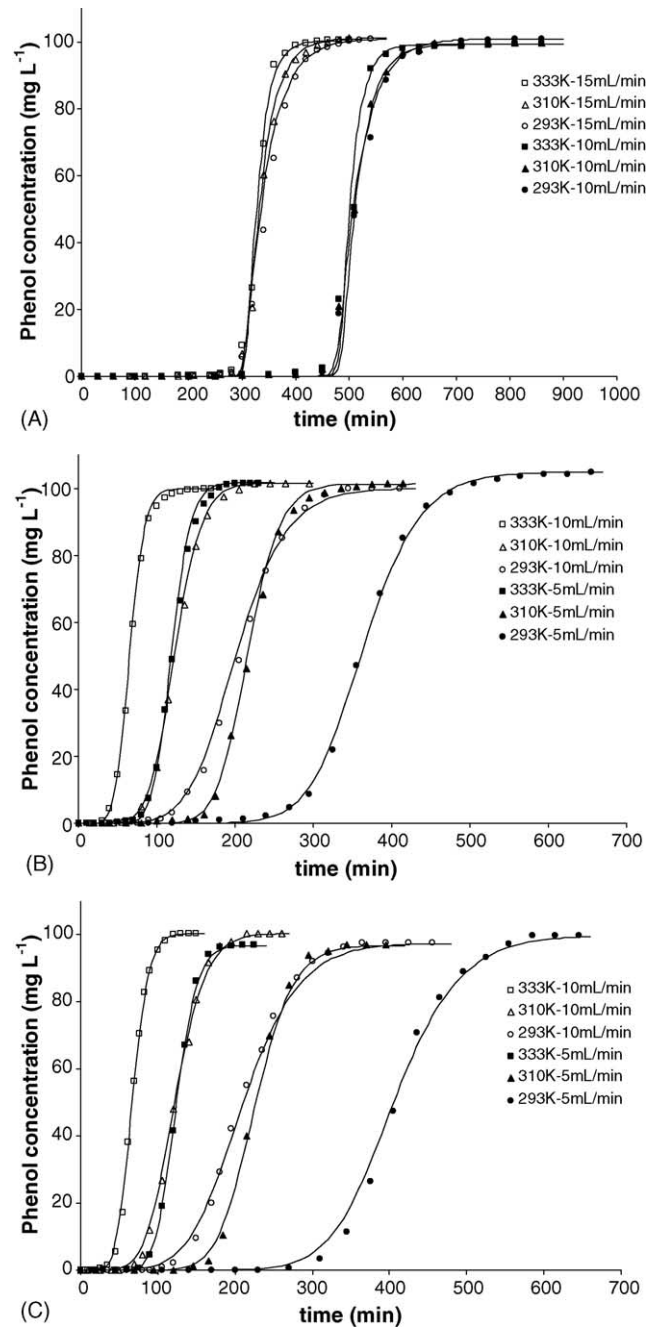 Phenol concentration (mg L⁻¹)
100
80
60
40
20
0
0 100 200 300 400 500 600 700 800 900 1000
time (min)
333K-15mL/min
310K-15mL/min
293K-15mL/min
333K-10mL/min
310K-10mL/min
293K-10mL/min
(A)
Phenol concentration (mg L⁻¹)
100
80
60
40
20
0
0 100 200 300 400 500 600 700
time (min)
333K-10mL/min
310K-10mL/min
293K-10mL/min
333K-5mL/min
310K-5mL/min
293K-5mL/min
(B)
Phenol concentration (mg L⁻¹)
100
80
60
40
20
0
0 100 200 300 400 500 600 700
time (min)
333K-10mL/min
310K-10mL/min
293K-10mL/min
333K-5mL/min
310K-5mL/min
293K-5mL/min
(C)